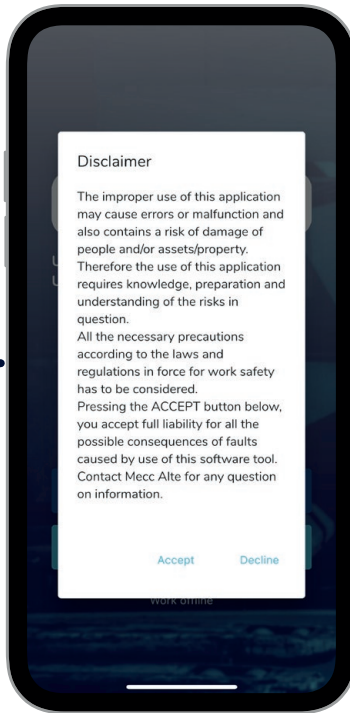 Disclaimer
The improper use of this application
may cause errors or malfunction and
also contains a risk of damage of
people and/or assets/property.
Therefore the use of this application
requires knowledge, preparation and
understanding of the risks in
question.
All the necessary precautions
according to the laws and
regulations in force for work safety
has to be considered.
Pressing the ACCEPT button below,
you accept full liability for all the
possible consequences of faults
caused by use of this software tool.
Contact Mecc Alte for any question
on information.
Accept Decline
Work offline